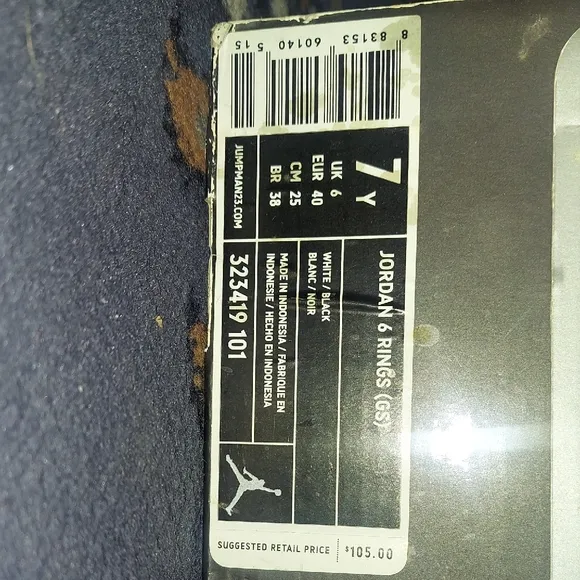 8 83153 60140 5 15
7 Y
UK 6
EUR 40
CM 25
BR 38
JUMPMAN23.COM
JORDAN 6 RINGS (GS)
WHITE / BLACK
BLANC / NOIR
MADE IN INDONESIA / FABRIQUE EN
INDONESIE / HECHO EN INDONESIA
323419 101
SUGGESTED RETAIL PRICE $105.00